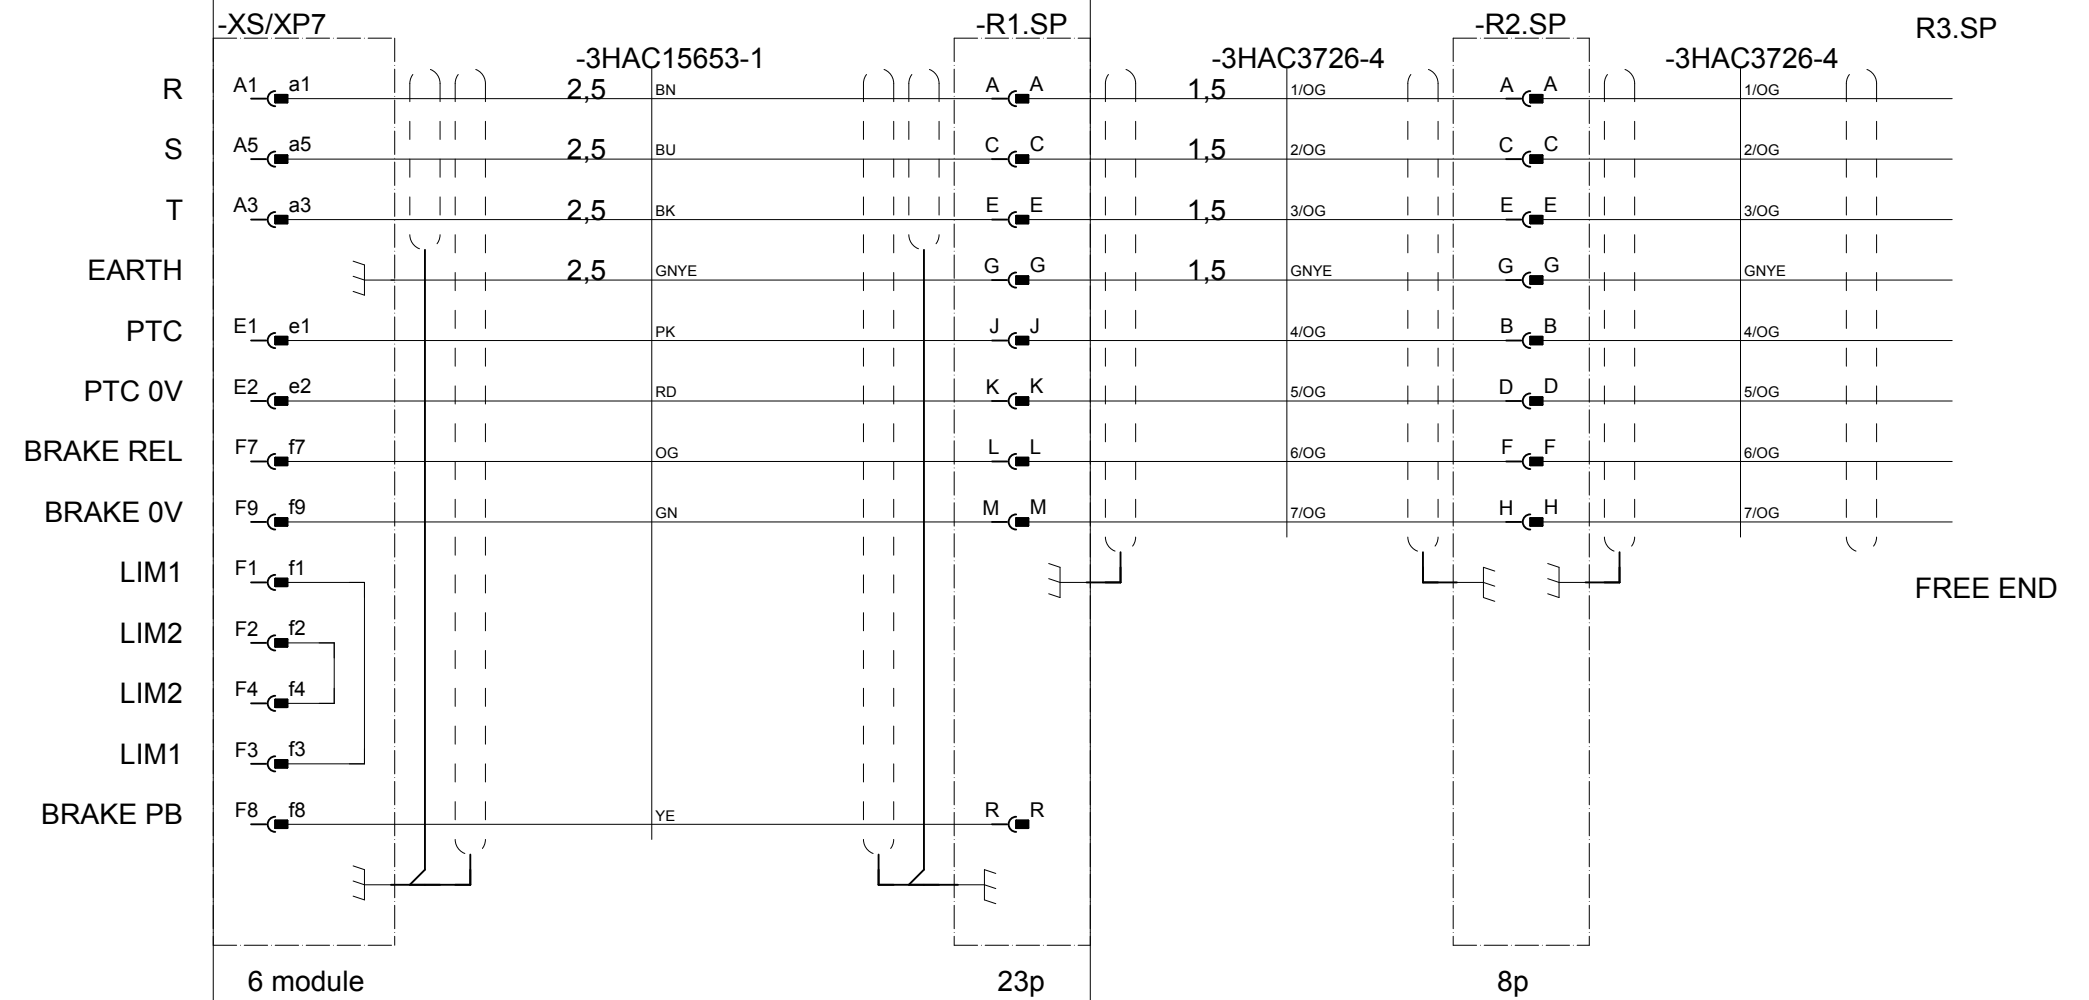 -XS/XP7 -R1.SP -R2.SP R3.SP
-3HAC15653-1 -3HAC3726-4 -3HAC3726-4
R A1 a1 2,5 BN A A 1,5 1/OG A A 1/OG
S A5 a5 2,5 BU C C 1,5 2/OG C C 2/OG
T A3 a3 2,5 BK E E 1,5 3/OG E E 3/OG
EARTH 2,5 GNYE G G 1,5 GNYE G G GNYE
PTC E1 e1 PK J J 4/OG B B 4/OG
PTC 0V E2 e2 RD K K 5/OG D D 5/OG
BRAKE REL F7 f7 OG L L 6/OG F F 6/OG
BRAKE 0V F9 f9 GN M M 7/OG H H 7/OG
LIM1 F1 f1 FREE END
LIM2 F2 f2
LIM2 F4 f4
LIM1 F3 f3
BRAKE PB F8 f8 YE R R
6 module 23p 8p